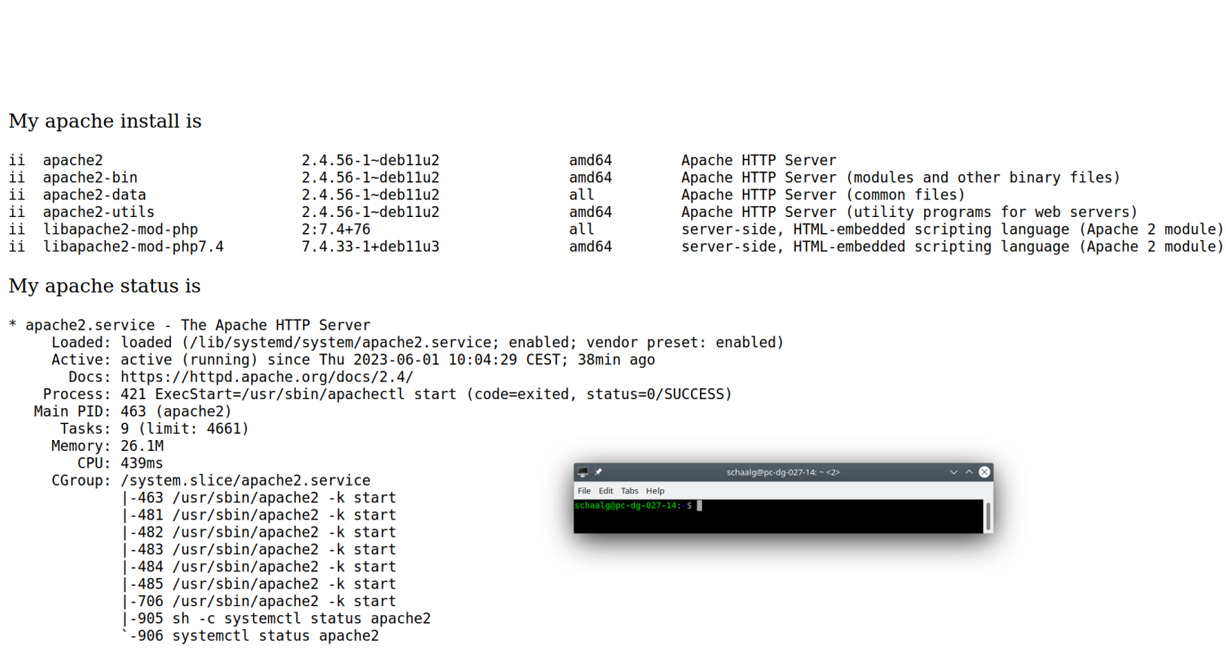 My apache install is
ii  apache2                       2.4.56-1~deb11u2               amd64        Apache HTTP Server
ii  apache2-bin                   2.4.56-1~deb11u2               amd64        Apache HTTP Server (modules and other binary files)
ii  apache2-data                  2.4.56-1~deb11u2               all          Apache HTTP Server (common files)
ii  apache2-utils                 2.4.56-1~deb11u2               amd64        Apache HTTP Server (utility programs for web servers)
ii  libapache2-mod-php            2:7.4+76                       all          server-side, HTML-embedded scripting language (Apache 2 module)
ii  libapache2-mod-php7.4         7.4.33-1+deb11u3               amd64        server-side, HTML-embedded scripting language (Apache 2 module)
My apache status is
* apache2.service - The Apache HTTP Server
     Loaded: loaded (/lib/systemd/system/apache2.service; enabled; vendor preset: enabled)
     Active: active (running) since Thu 2023-06-01 10:04:29 CEST; 38min ago
       Docs: https://httpd.apache.org/docs/2.4/
    Process: 421 ExecStart=/usr/sbin/apachectl start (code=exited, status=0/SUCCESS)
   Main PID: 463 (apache2)
      Tasks: 9 (limit: 4661)
     Memory: 26.1M
        CPU: 439ms
     CGroup: /system.slice/apache2.service
             |-463 /usr/sbin/apache2 -k start
             |-481 /usr/sbin/apache2 -k start
             |-482 /usr/sbin/apache2 -k start
             |-483 /usr/sbin/apache2 -k start
             |-484 /usr/sbin/apache2 -k start
             |-485 /usr/sbin/apache2 -k start
             |-706 /usr/sbin/apache2 -k start
             |-905 sh -c systemctl status apache2
             `-906 systemctl status apache2
schaalg@pc-dg-027-14: ~ <2>
File Edit Tabs Help
schaalg@pc-dg-027-14: $